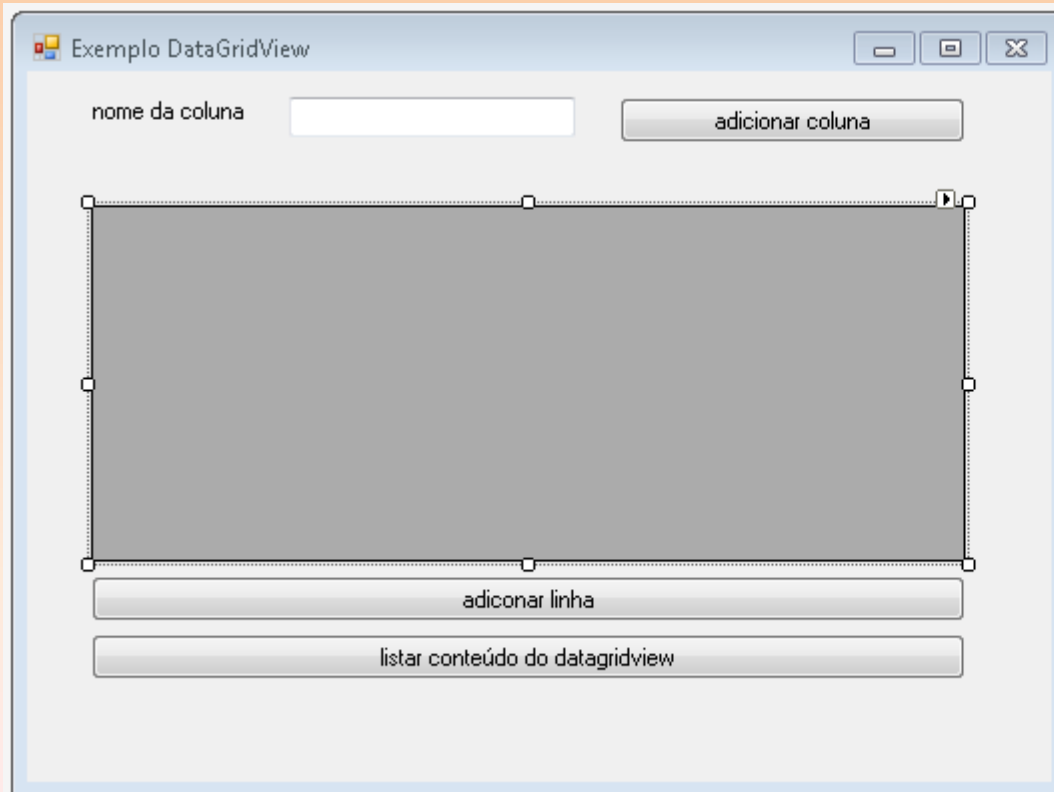 Exemplo DataGridView
nome da coluna
adicionar coluna
adiconar linha
listar conteúdo do datagridview